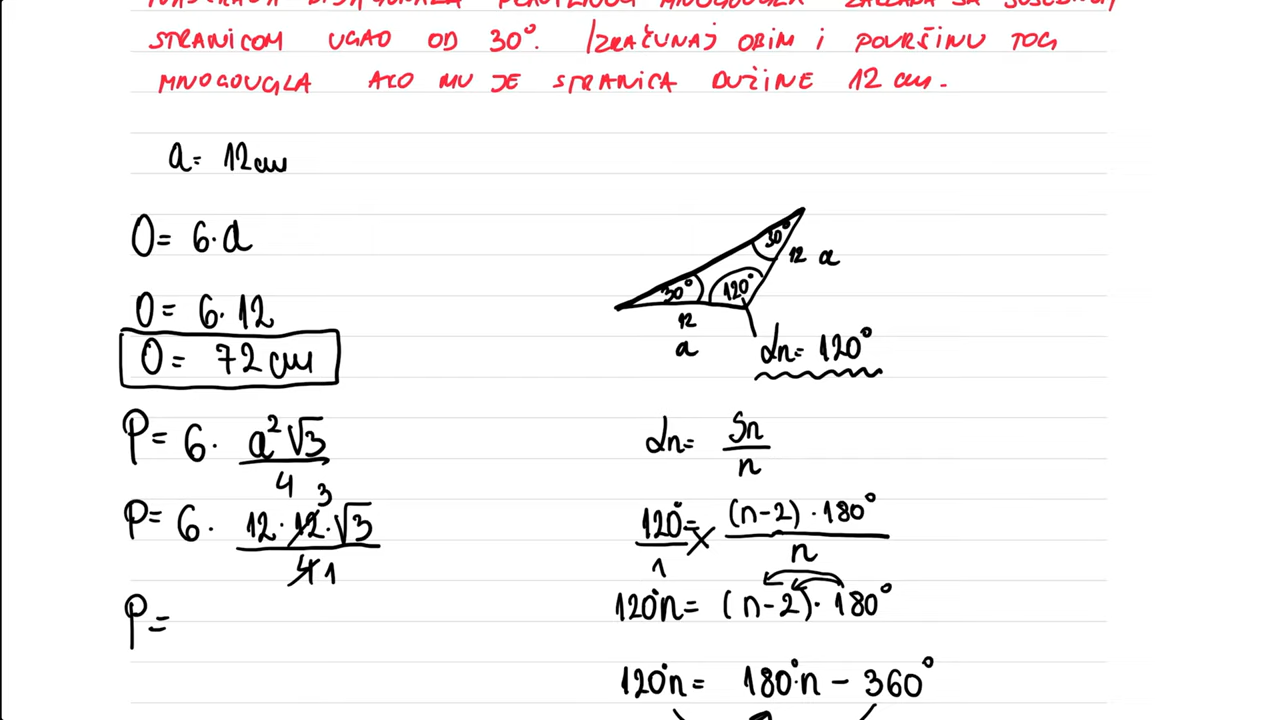 STRANICOM UGAO OD 30°. IZRAČUNAJ OBIM I POVRŠINU TOG
MNOGOUGLA AKO MU JE STRANICA DUŽINE 12 cm.
a = 12cm
O = 6·a
O = 6·12
O = 72cm
P = 6 · a²√3 / 4
P = 6 · 12·12·√3 / 4 3 1
P =
30°
120°
30°
12 a
12
a
αn = 120°
αn = Sn / n
120° / 1 = (n-2)·180° / n
120°n = (n-2)·180°
120°n = 180°·n - 360°